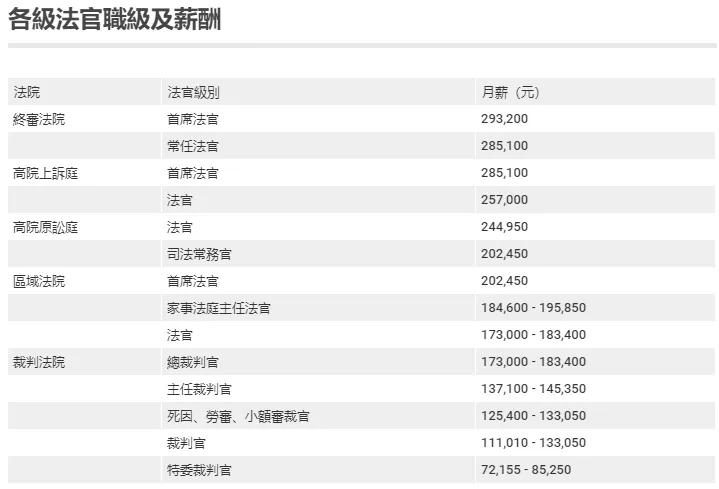 各級法官職級及薪酬
法院 法官級別 月薪（元）
終審法院 首席法官 293,200
常任法官 285,100
高院上訴庭 首席法官 285,100
法官 257,000
高院原訟庭 法官 244,950
司法常務官 202,450
區域法院 首席法官 202,450
家事法庭主任法官 184,600 - 195,850
法官 173,000 - 183,400
裁判法院 總裁判官 173,000 - 183,400
主任裁判官 137,100 - 145,350
死因、勞審、小額審裁官 125,400 - 133,050
裁判官 111,010 - 133,050
特委裁判官 72,155 - 85,250